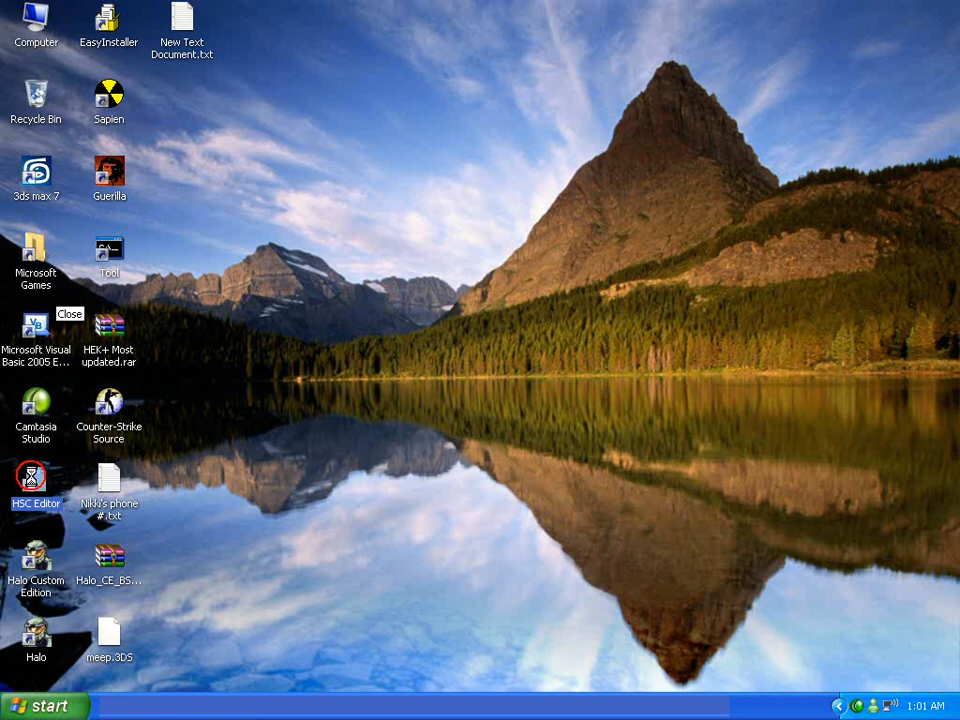 Computer
EasyInstaller
New Text
Document.txt
Recycle Bin
Sapien
3ds max 7
Guerilla
Microsoft
Games
Tool
Close
Microsoft Visual
Basic 2005 E...
HEK+ Most
updated.rar
Camtasia
Studio
Counter-Strike
Source
HSC Editor
Nikki's phone
#.txt
Halo Custom
Edition
Halo_CE_BS...
Halo
meep.3DS
start
1:01 AM